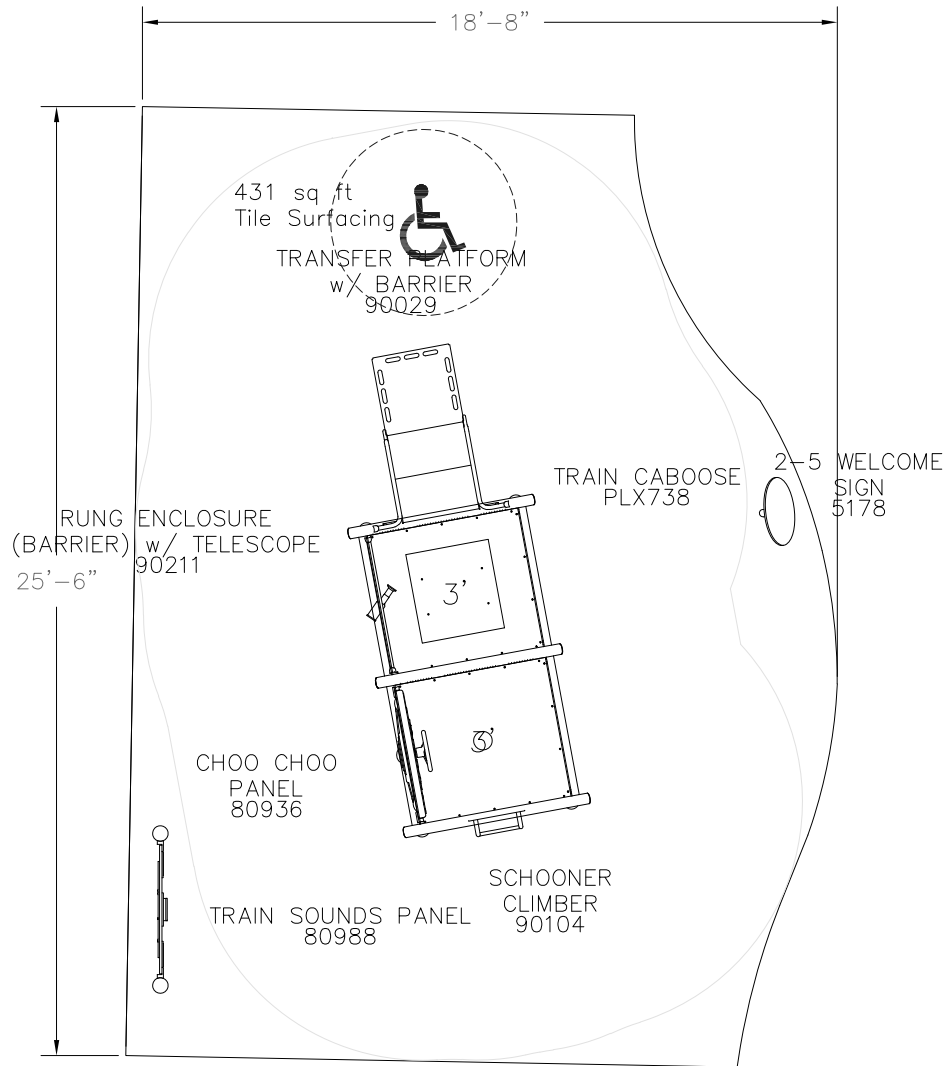 18'-8"
431 sq ft
Tile Surfacing
TRANSFER PLATFORM
w/ BARRIER
90029
TRAIN CABOOSE
PLX738
2-5 WELCOME
SIGN
5178
RUNG ENCLOSURE
(BARRIER) w/ TELESCOPE
90211
25'-6"
3'
3'
CHOO CHOO
PANEL
80936
SCHOONER
CLIMBER
90104
TRAIN SOUNDS PANEL
80988